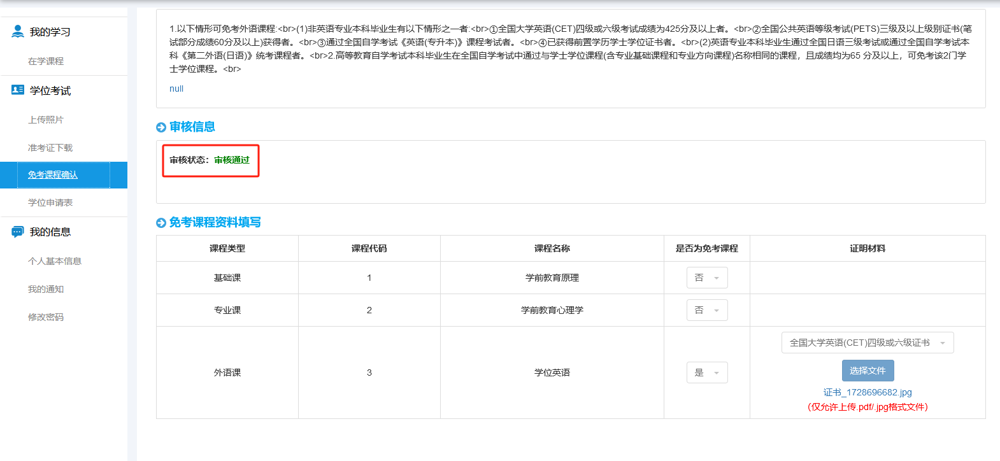 我的学习
在学课程
学位考试
上传照片
准考证下载
免考课程确认
学位申请表
我的信息
个人基本信息
我的通知
修改密码
1.以下情形可免考外语课程:<br>(1)非英语专业本科毕业生有以下情形之一者:<br>①全国大学英语(CET)四级或六级考试成绩为425分及以上者。<br>②全国公共英语等级考试(PETS)三级及以上级别证书(笔
试部分成绩60分及以上)获得者。<br>③通过全国自学考试《英语(专升本)》课程考试者。<br>④已获得前置学历学士学位证书者。<br>(2)英语专业本科毕业生通过全国日语三级考试或通过全国自学考试本
科《第二外语(日语)》统考课程者。<br>2.高等教育自学考试本科毕业生在全国自学考试中通过与学士学位课程(含专业基础课程和专业方向课程)名称相同的课程，且成绩均为65 分及以上，可免考该2门学
士学位课程。<br>
null
审核信息
审核状态：审核通过
免考课程资料填写
课程类型 课程代码 课程名称 是否为免考课程 证明材料
基础课 1 学前教育原理 否
专业课 2 学前教育心理学 否
外语课 3 学位英语 是 全国大学英语(CET)四级或六级证书
选择文件
证书_1728696682.jpg
(仅允许上传.pdf/.jpg格式文件)